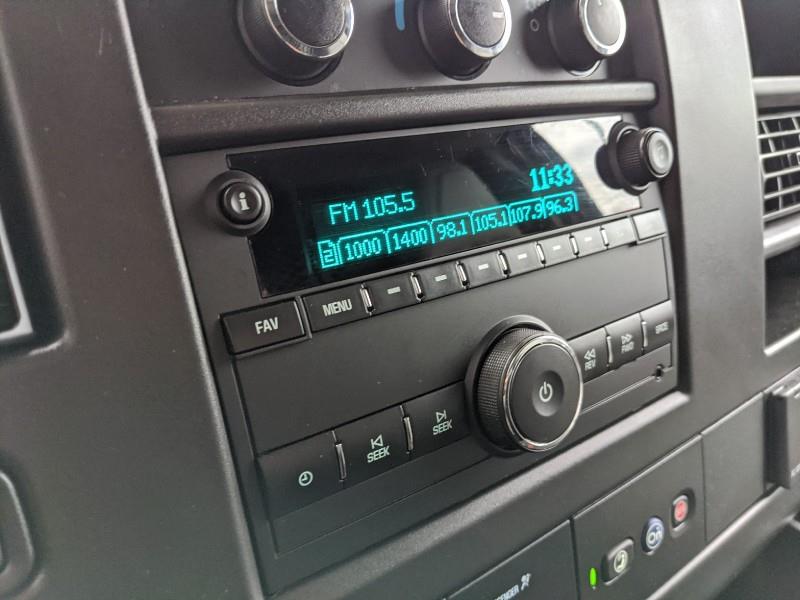 i
11:33
FM 105.5
2 1000 1400 98.1 105.1 107.9 96.3
FAV MENU
REV FWD
SEEK SEEK
On